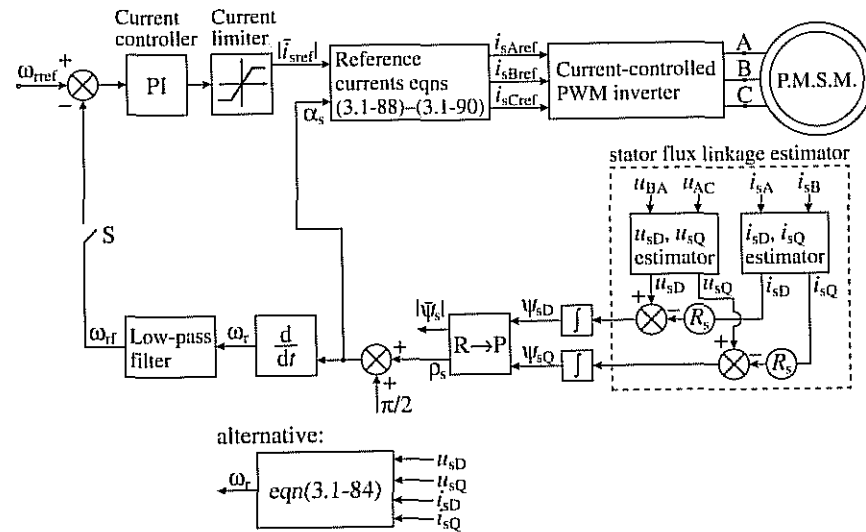 Current
controller
Current
limiter
ω_rref
+
−
PI
|i̅_sref|
α_s
Reference
currents eqns
(3.1-88)–(3.1-90)
i_sAref
i_sBref
i_sCref
Current-controlled
PWM inverter
A
B
C
P.M.S.M.
stator flux linkage estimator
u_BA
u_AC
i_sA
i_sB
u_sD, u_sQ
estimator
i_sD, i_sQ
estimator
u_sD
u_sQ
i_sD
i_sQ
S
ω_rf
Low-pass
filter
ω_r
d
dt
+
+
π/2
|ψ̅_s|
ρ_s
R→P
ψ_sD
ψ_sQ
∫
∫
+
−
R_s
+
−
R_s
alternative:
ω_r
eqn(3.1-84)
u_sD
u_sQ
i_sD
i_sQ